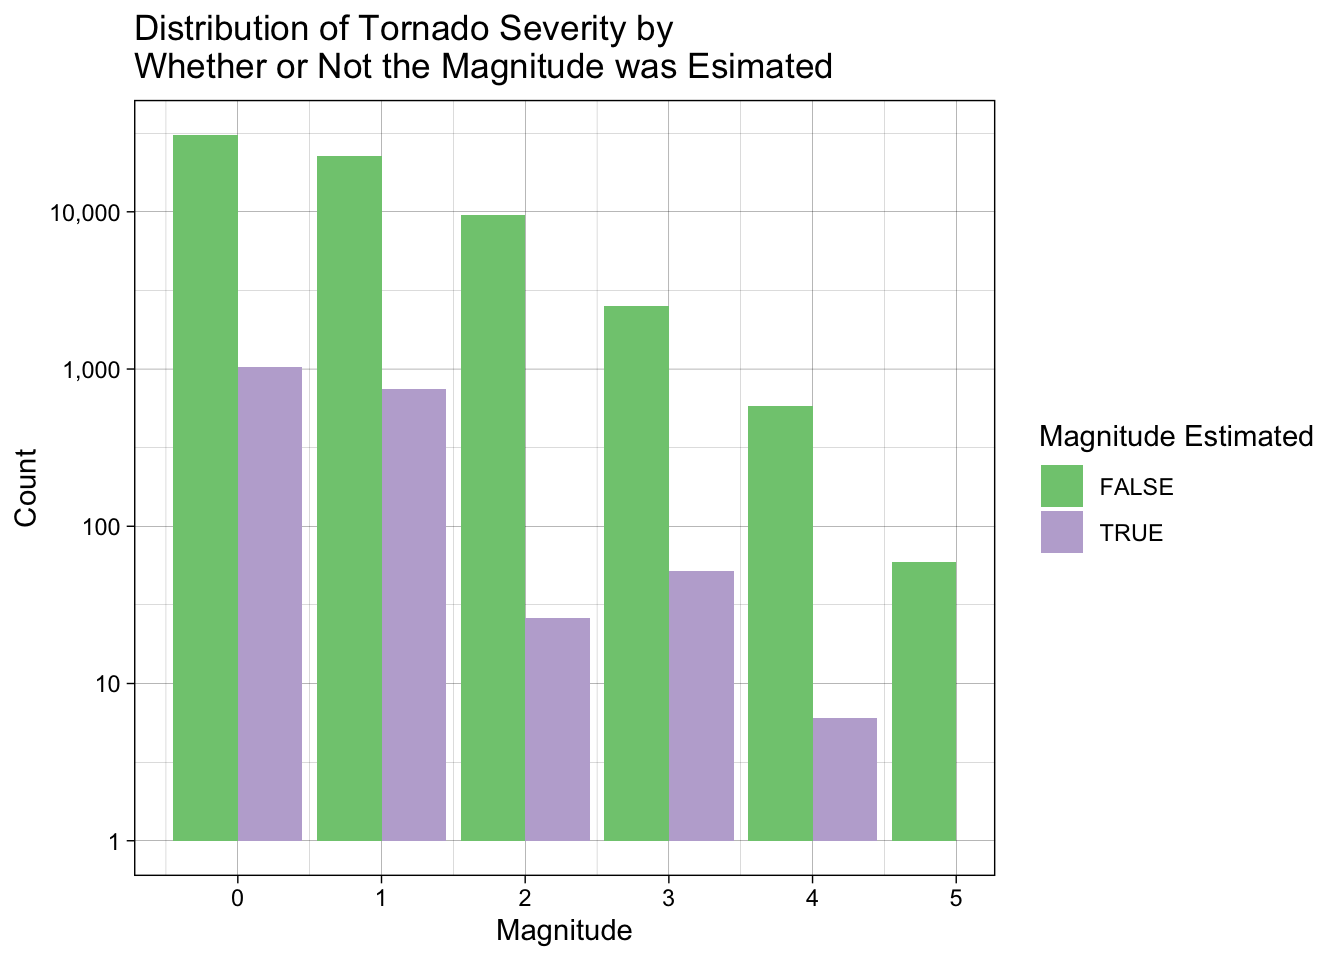 Distribution of Tornado Severity by
Whether or Not the Magnitude was Esimated
10,000
1,000
100
10
1
Count
0 1 2 3 4 5
Magnitude
Magnitude Estimated
FALSE
TRUE